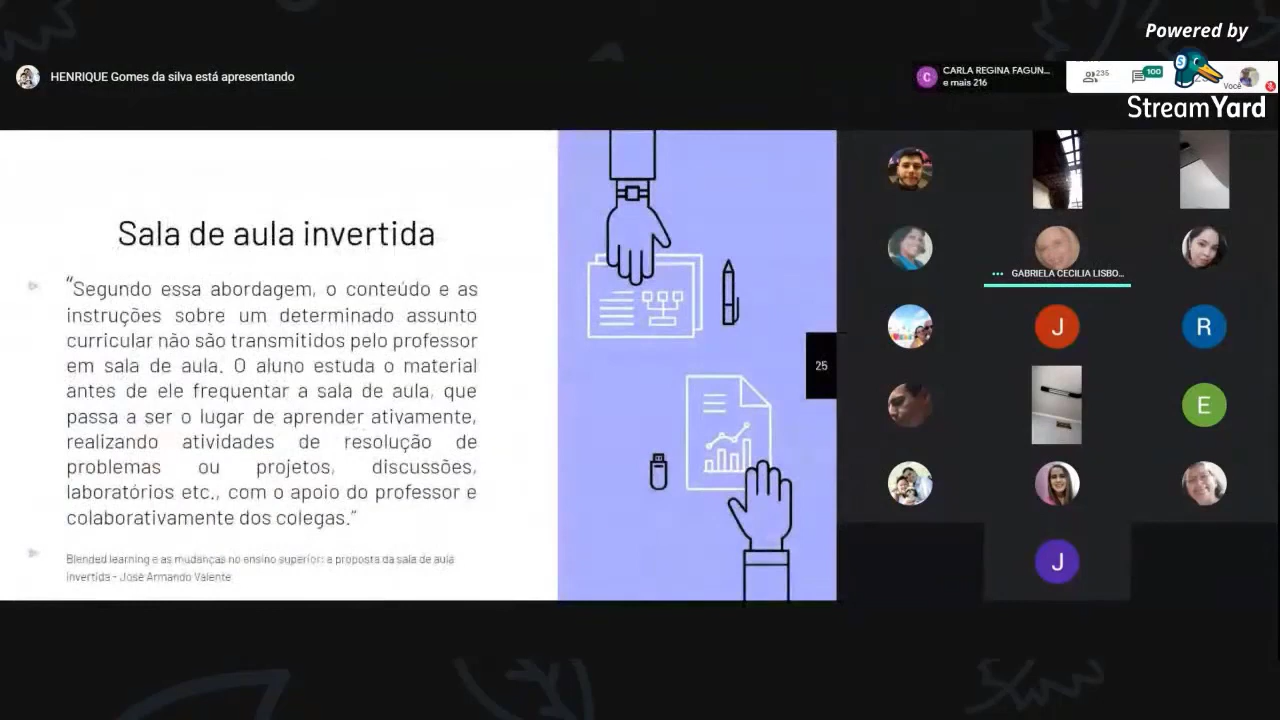 Powered by
HENRIQUE Gomes da silva está apresentando
CARLA REGINA FAGUN...
e mais 216
235
100
Você
StreamYard
Sala de aula invertida
“Segundo essa abordagem, o conteúdo e as
instruções sobre um determinado assunto
curricular não são transmitidos pelo professor
em sala de aula. O aluno estuda o material
antes de ele frequentar a sala de aula, que
passa a ser o lugar de aprender ativamente,
realizando atividades de resolução de
problemas ou projetos, discussões,
laboratórios etc., com o apoio do professor e
colaborativamente dos colegas.”
Blended learning e as mudanças no ensino superior: a proposta da sala de aula
invertida - José Armando Valente
25
GABRIELA CECILIA LISBO...
J
R
E
J